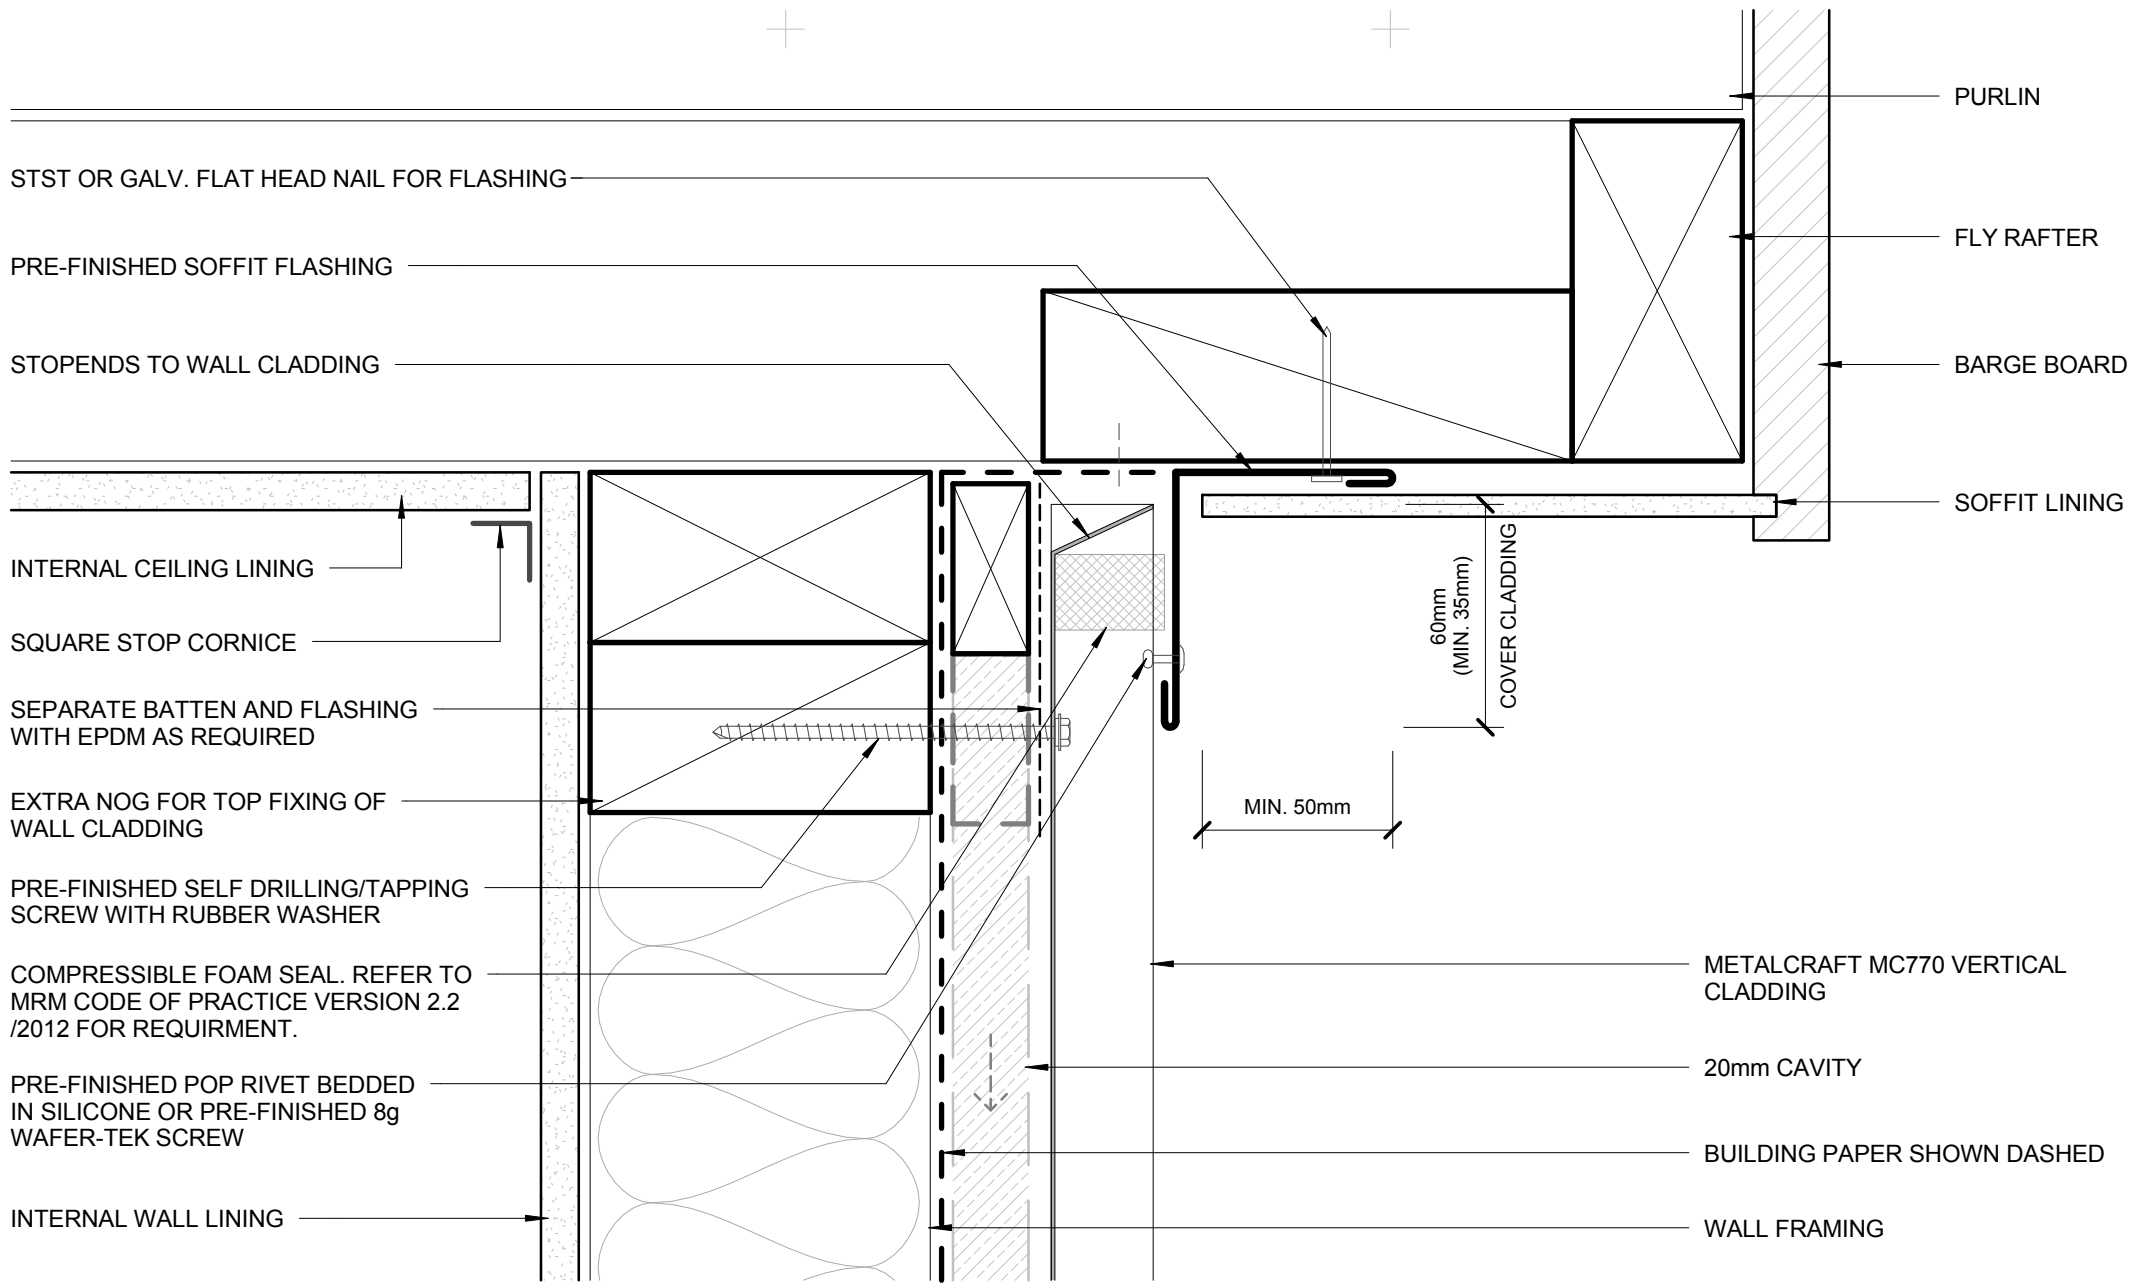 STST OR GALV. FLAT HEAD NAIL FOR FLASHING
PRE-FINISHED SOFFIT FLASHING
STOPENDS TO WALL CLADDING
INTERNAL CEILING LINING
SQUARE STOP CORNICE
SEPARATE BATTEN AND FLASHING
WITH EPDM AS REQUIRED
EXTRA NOG FOR TOP FIXING OF
WALL CLADDING
PRE-FINISHED SELF DRILLING/TAPPING
SCREW WITH RUBBER WASHER
COMPRESSIBLE FOAM SEAL. REFER TO
MRM CODE OF PRACTICE VERSION 2.2
/2012 FOR REQUIRMENT.
PRE-FINISHED POP RIVET BEDDED
IN SILICONE OR PRE-FINISHED 8g
WAFER-TEK SCREW
INTERNAL WALL LINING
60mm
(MIN. 35mm)
COVER CLADDING
MIN. 50mm
PURLIN
FLY RAFTER
BARGE BOARD
SOFFIT LINING
METALCRAFT MC770 VERTICAL
CLADDING
20mm CAVITY
BUILDING PAPER SHOWN DASHED
WALL FRAMING